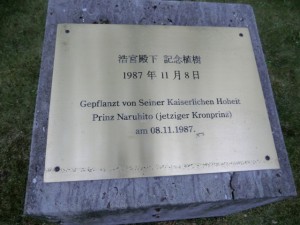 浩宮殿下 記念植樹
1987 年 11 月 8 日
Gepflanzt von Seiner Kaiserlichen Hoheit
Prinz Naruhito (jetziger Kronprinz)
am 08.11.1987.